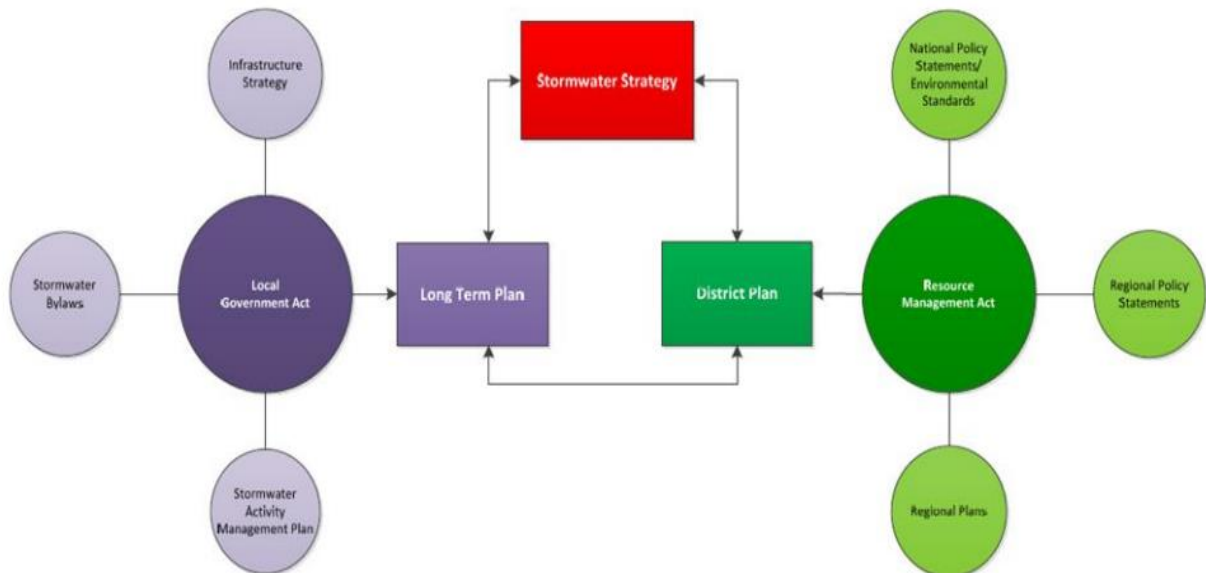 Infrastructure
Strategy
Stormwater Strategy
National Policy
Statements/
Environmental
Standards
Stormwater
Bylaws
Local
Government Act
Long Term Plan
District Plan
Resource
Management Act
Regional Policy
Statements
Stormwater
Activity
Management Plan
Regional Plans